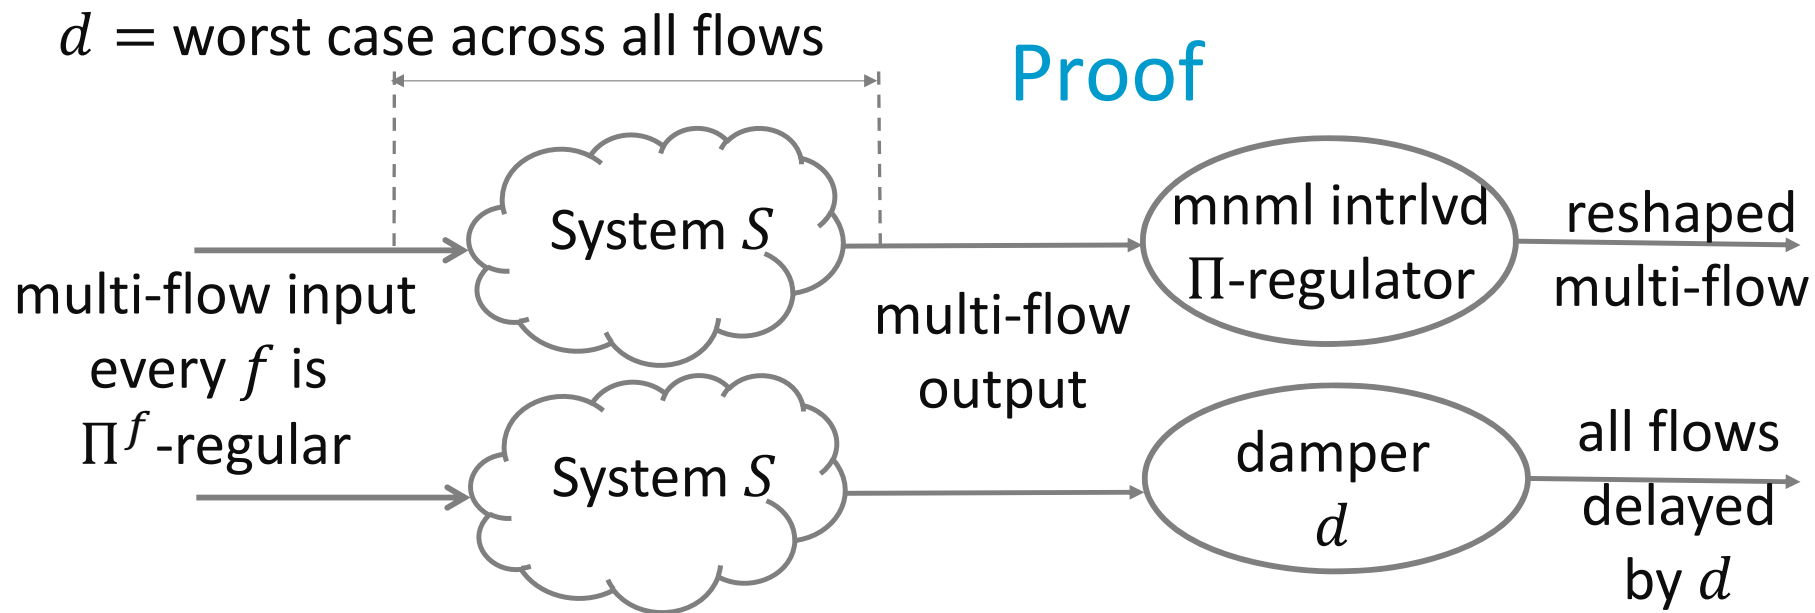 d = worst case across all flows
Proof
System S
mnml intrlvd
Π-regulator
reshaped
multi-flow
multi-flow input
every f is
Π^f-regular
multi-flow
output
System S
damper
d
all flows
delayed
by d